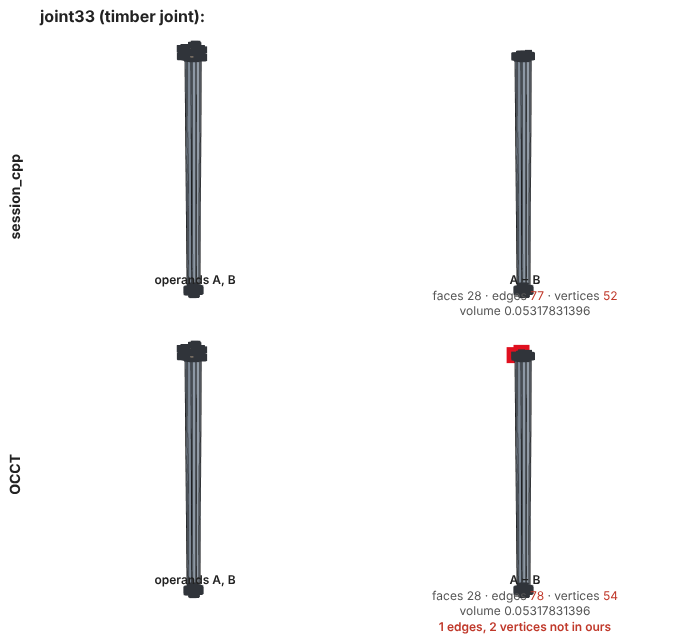 joint33 (timber joint):
session_cpp
operands A, B
A − B
faces 28 · edges 77 · vertices 52
volume 0.05317831396
OCCT
operands A, B
A − B
faces 28 · edges 78 · vertices 54
volume 0.05317831396
1 edges, 2 vertices not in ours